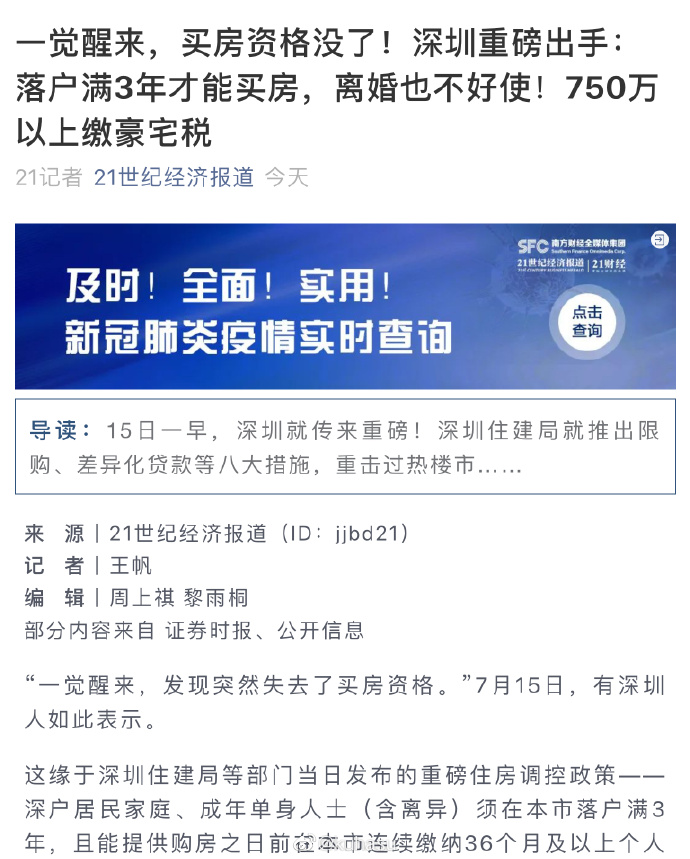 一觉醒来，买房资格没了！深圳重磅出手：
落户满3年才能买房，离婚也不好使！750万
以上缴豪宅税
21记者 21世纪经济报道 今天
SFC 南方财经全媒体集团
Southern Finance Omnimedia Corp.
21世纪经济报道 | 21财经
及时！全面！实用！
新冠肺炎疫情实时查询
点击
查询
导读：15日一早，深圳就传来重磅！深圳住建局就推出限
购、差异化贷款等八大措施，重击过热楼市……
来 源丨21世纪经济报道（ID：jjbd21）
记 者丨王帆
编 辑丨周上祺 黎雨桐
部分内容来自 证券时报、公开信息
“一觉醒来，发现突然失去了买房资格。”7月15日，有深圳
人如此表示。
这缘于深圳住建局等部门当日发布的重磅住房调控政策——
深户居民家庭、成年单身人士（含离异）须在本市落户满3
年，且能提供购房之日前在本市连续缴纳36个月及以上个人